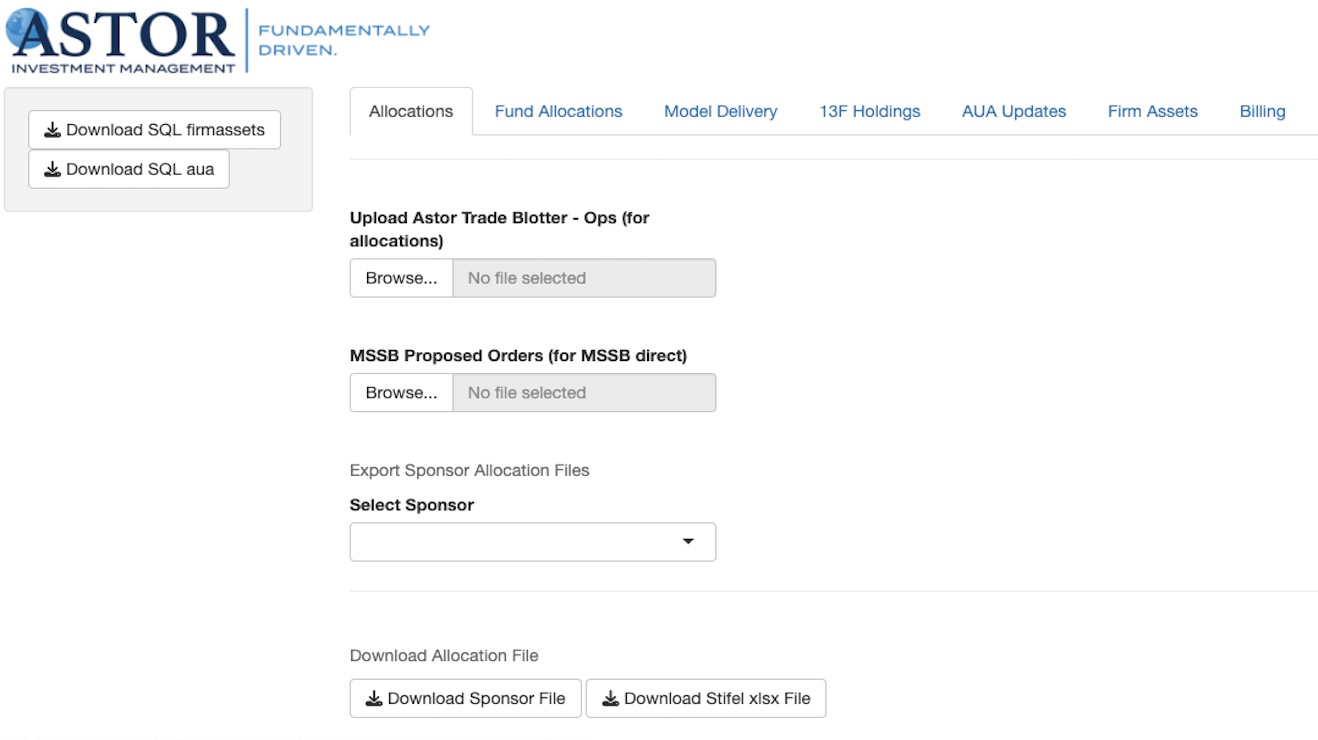 ASTOR
INVESTMENT MANAGEMENT
FUNDAMENTALLY
DRIVEN.
Download SQL firmassets
Download SQL aua
Allocations Fund Allocations Model Delivery 13F Holdings AUA Updates Firm Assets Billing
Upload Astor Trade Blotter - Ops (for
allocations)
Browse... No file selected
MSSB Proposed Orders (for MSSB direct)
Browse... No file selected
Export Sponsor Allocation Files
Select Sponsor
Download Allocation File
Download Sponsor File Download Stifel xlsx File